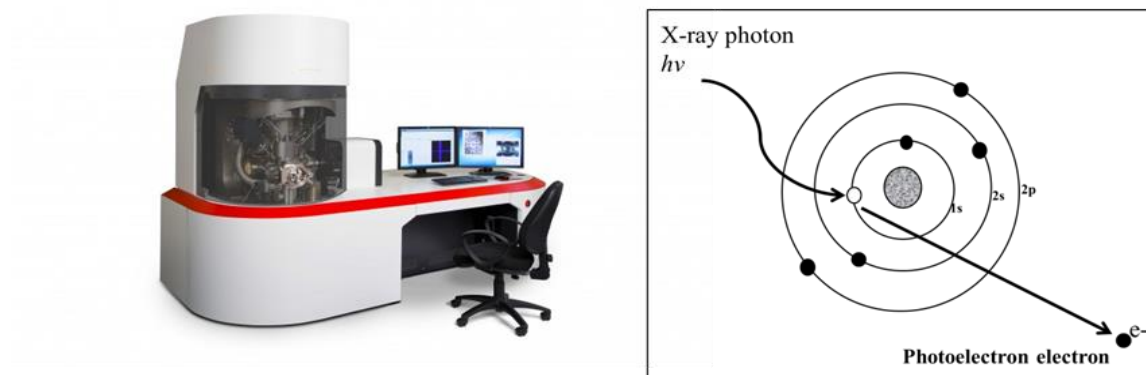 X-ray photon
hv
1s
2s
2p
e-
Photoelectron electron